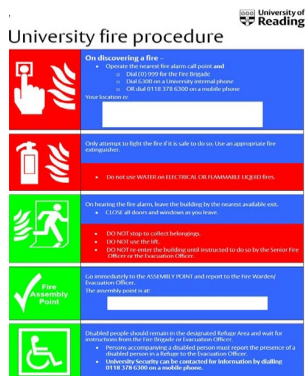 University of
Reading
University fire procedure
On discovering a fire –
• Operate the nearest fire alarm call point and
o Dial (0) 999 for the Fire Brigade
o Dial 6300 on a University internal phone
o OR dial 0118 378 6300 on a mobile phone
Your location is:
Only attempt to fight the fire if it is safe to do so. Use an appropriate fire
extinguisher.
• Do not use WATER on ELECTRICAL OR FLAMMABLE LIQUID fires.
On hearing the fire alarm, leave the building by the nearest available exit.
• CLOSE all doors and windows as you leave.
• DO NOT stop to collect belongings.
• DO NOT use the lift.
• DO NOT re-enter the building until instructed to do so by the Senior Fire
Officer or the Evacuation Officer.
Fire
Assembly
Point
Go immediately to the ASSEMBLY POINT and report to the Fire Warden/
Evacuation Officer.
The assembly point is at:
Disabled people should remain in the designated Refuge Area and wait for
instructions from the Fire Brigade or Evacuation Officer.
• Persons accompanying a disabled person must report the presence of a
disabled person in a Refuge to the Evacuation Officer.
• University Security can be contacted for information by dialling
0118 378 6300 on a mobile phone.